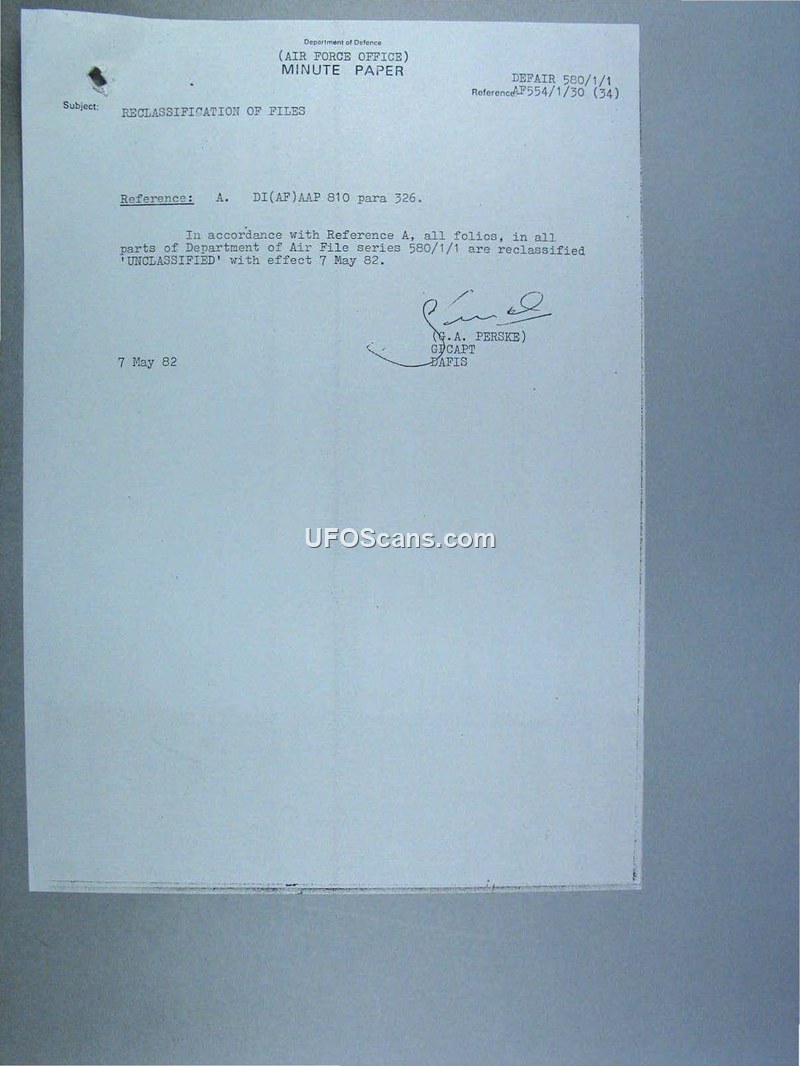 Department of Defence
(AIR FORCE OFFICE)
MINUTE PAPER
DEFAIR 580/1/1
Reference AF554/1/30 (34)
Subject: RECLASSIFICATION OF FILES
Reference: A. DI(AF)AAP 810 para 326.
In accordance with Reference A, all folios, in all
parts of Department of Air File series 580/1/1 are reclassified
'UNCLASSIFIED' with effect 7 May 82.
(G.A. PERSKE)
GPCAPT
7 May 82
DAFIS
UFOScans.com